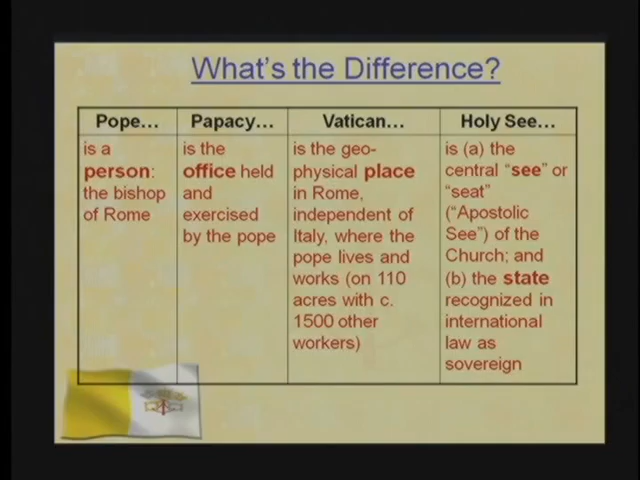 What's the Difference?
Pope…
is a
person:
the bishop
of Rome
Papacy…
is the
office held
and
exercised
by the pope
Vatican…
is the geo-
physical place
in Rome,
independent of
Italy, where the
pope lives and
works (on 110
acres with c.
1500 other
workers)
Holy See…
is (a) the
central "see" or
"seat"
("Apostolic
See") of the
Church; and
(b) the state
recognized in
international
law as
sovereign